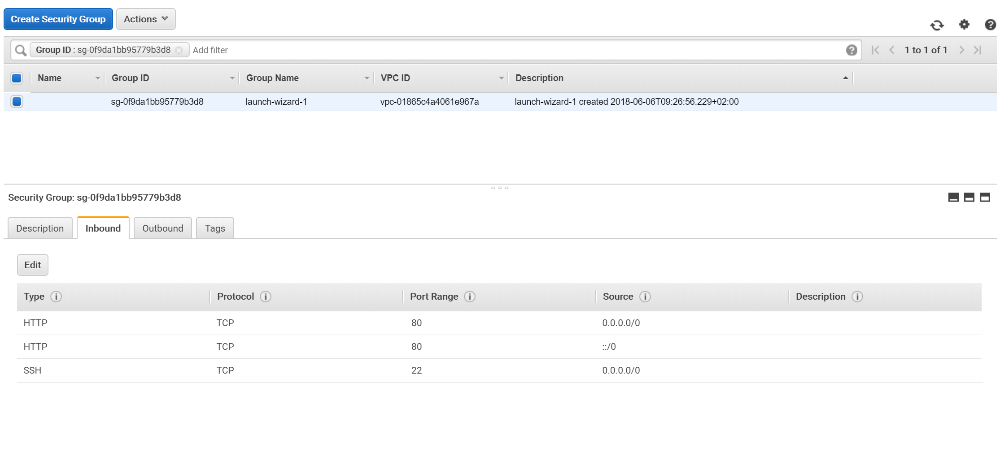 Create Security Group Actions
Group ID : sg-0f9da1bb95779b3d8 Add filter 1 to 1 of 1
Name Group ID Group Name VPC ID Description
sg-0f9da1bb95779b3d8 launch-wizard-1 vpc-01865c4a4061e967a launch-wizard-1 created 2018-06-06T09:26:56.229+02:00
Security Group: sg-0f9da1bb95779b3d8
Description Inbound Outbound Tags
Edit
Type Protocol Port Range Source Description
HTTP TCP 80 0.0.0.0/0
HTTP TCP 80 ::/0
SSH TCP 22 0.0.0.0/0